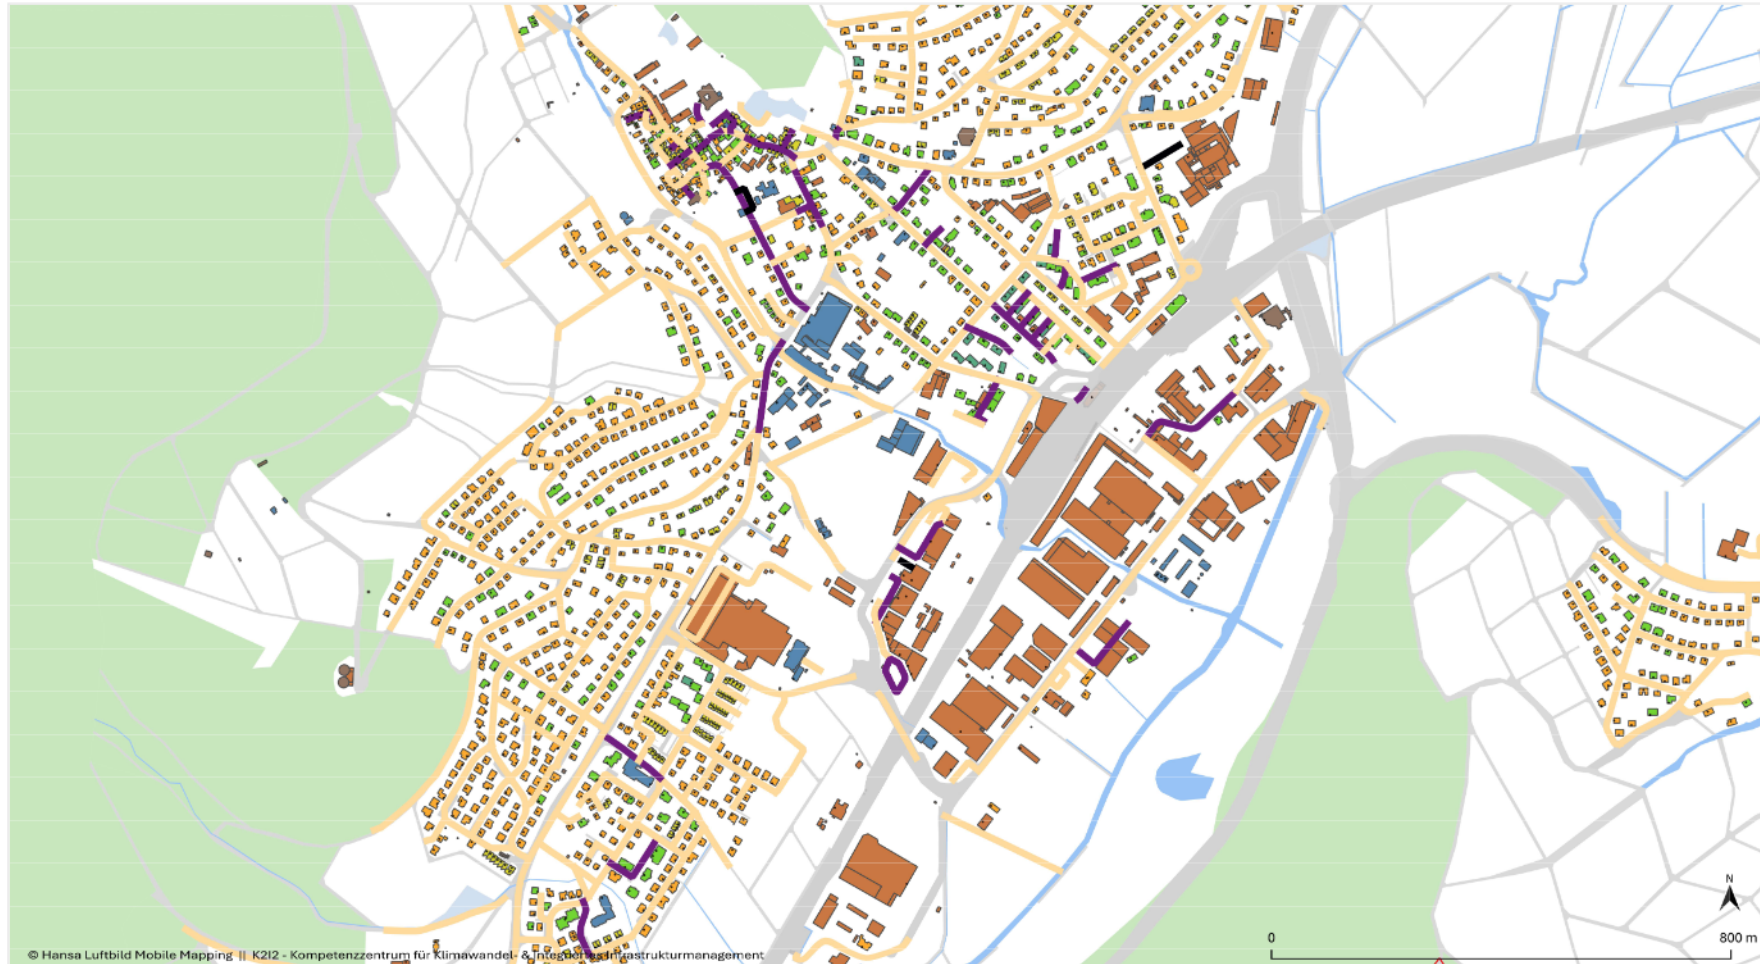 N
0 800 m
© Hansa Luftbild Mobile Mapping || K2I2 - Kompetenzzentrum für Klimawandel- & Integriertes Infrastrukturmanagement